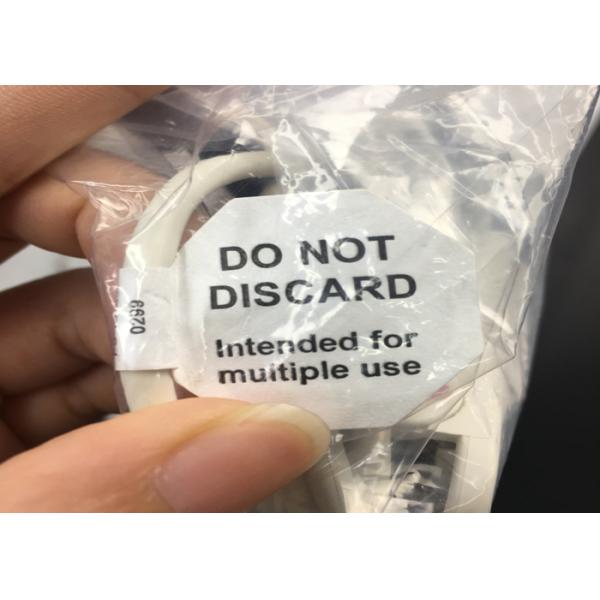 DO NOT
DISCARD
Intended for
multiple use
6670